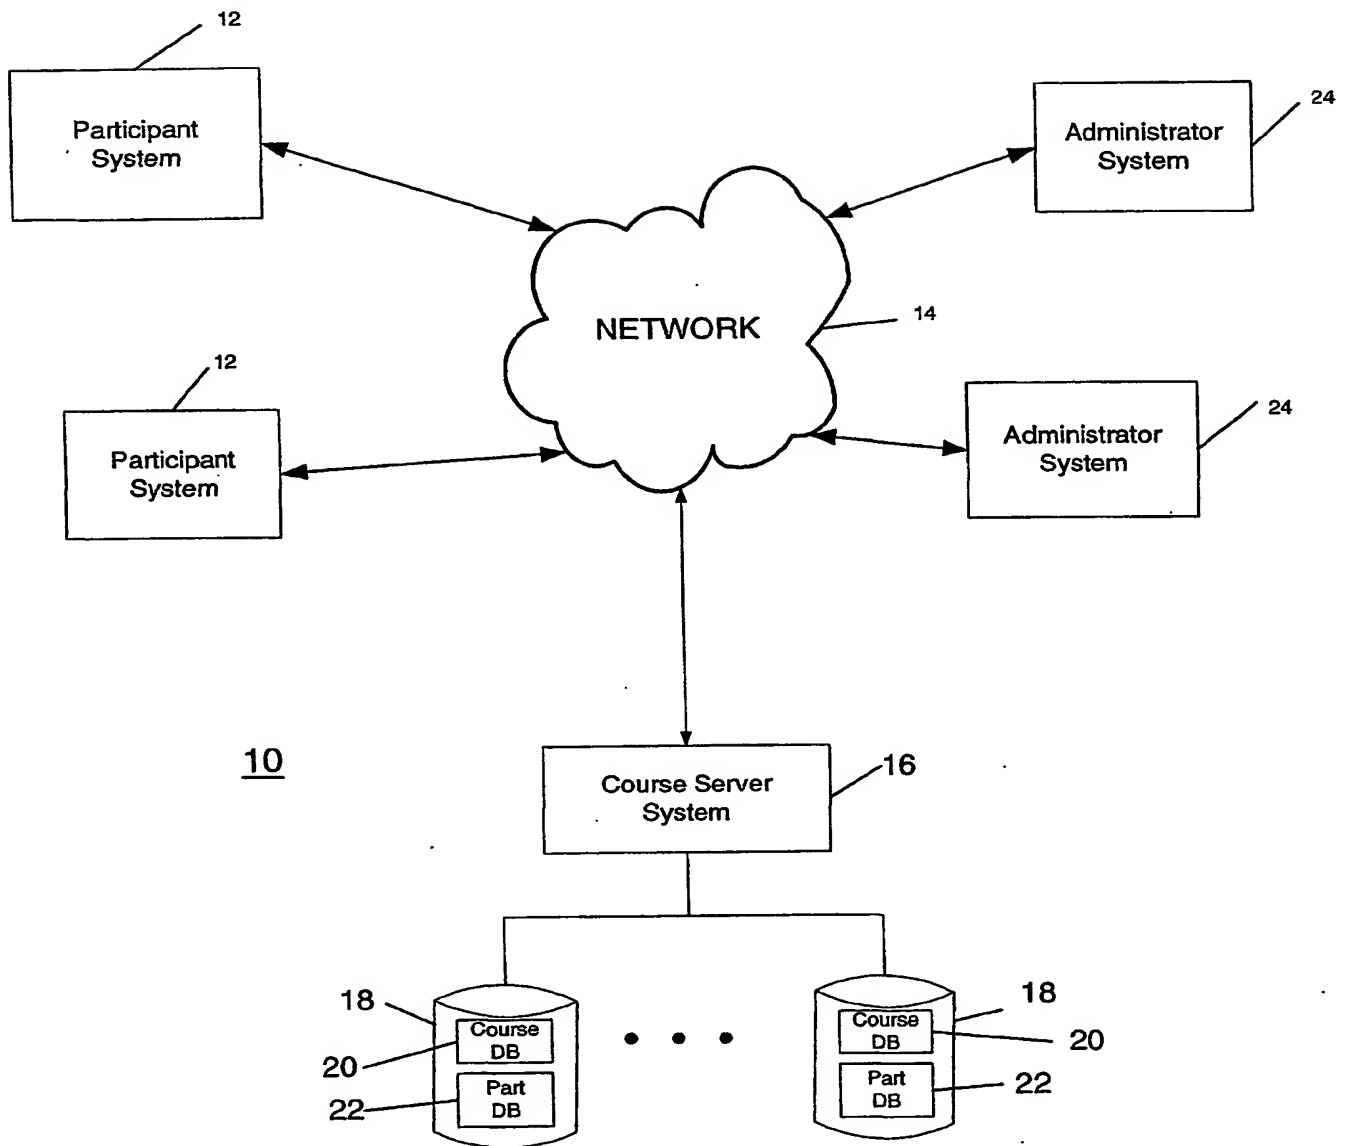 12
Participant
System
Administrator
System
24
NETWORK
14
12
Participant
System
Administrator
System
24
10
Course Server
System
16
18
Course
DB
20
Part
DB
22
18
Course
DB
20
Part
DB
22